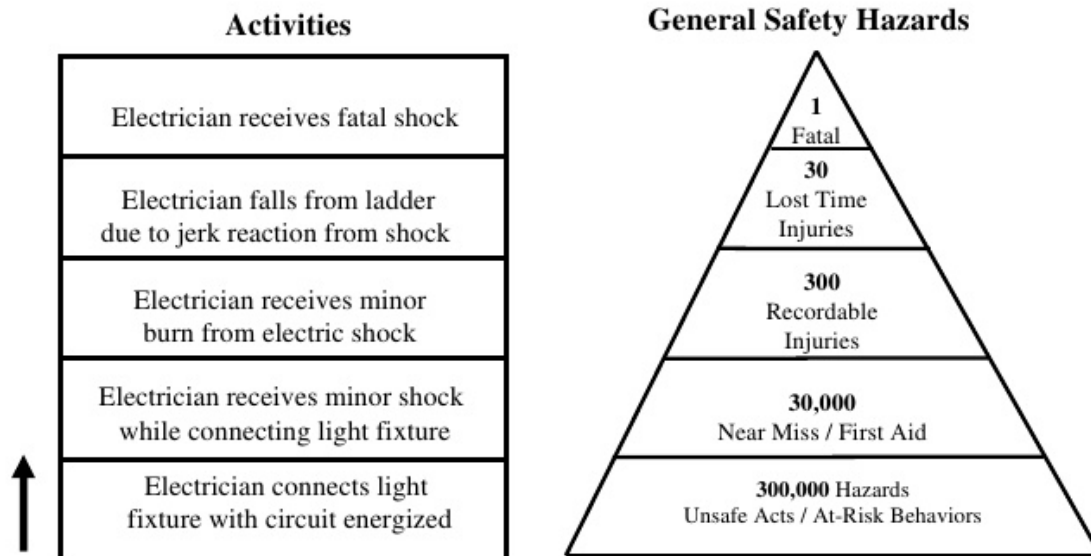 Activities
Electrician receives fatal shock
Electrician falls from ladder
due to jerk reaction from shock
Electrician receives minor
burn from electric shock
Electrician receives minor shock
while connecting light fixture
Electrician connects light
fixture with circuit energized
General Safety Hazards
1
Fatal
30
Lost Time
Injuries
300
Recordable
Injuries
30,000
Near Miss / First Aid
300,000 Hazards
Unsafe Acts / At-Risk Behaviors